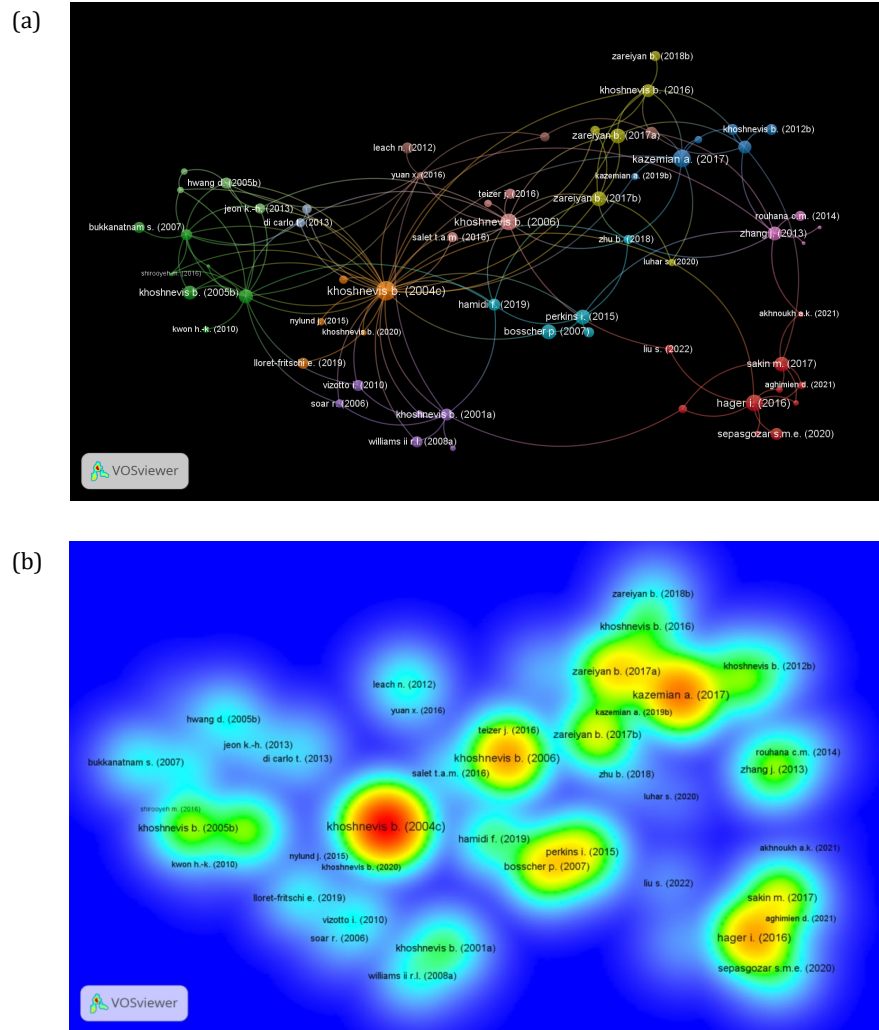 (a)
zareiyan b. (2018b)
khoshnevis b. (2016)
khoshnevis b. (2012b)
zareiyan b. (2017a)
leach n. (2012)
kazemian a. (2017)
yuan x. (2016)
kazemian a. (2019b)
hwang d. (2005b)
teizer j. (2016)
zareiyan b. (2017b)
jeon k.-h. (2013)
rouhana c.m. (2014)
di carlo t. (2013)
khoshnevis b. (2006)
bukkanatnam s. (2007)
zhang j. (2013)
salet t.a.m. (2016)
zhu b. (2018)
luhar s. (2020)
shirooyeh m. (2016)
khoshnevis b. (2005b)
khoshnevis b. (2004c)
hamidi f. (2019)
perkins i. (2015)
akhnoukh a.k. (2021)
nylund j. (2015)
kwon h.-k. (2010)
khoshnevis b. (2020)
bosscher p. (2007)
liu s. (2022)
lloret-fritschi e. (2019)
sakin m. (2017)
vizotto i. (2010)
aghimien d. (2021)
soar r. (2006)
hager i. (2016)
khoshnevis b. (2001a)
sepasgozar s.m.e. (2020)
williams ii r.l. (2008a)
VOSviewer
(b)
zareiyan b. (2018b)
khoshnevis b. (2016)
khoshnevis b. (2012b)
zareiyan b. (2017a)
leach n. (2012)
kazemian a. (2017)
yuan x. (2016)
kazemian a. (2019b)
hwang d. (2005b)
teizer j. (2016)
zareiyan b. (2017b)
jeon k.-h. (2013)
rouhana c.m. (2014)
di carlo t. (2013)
khoshnevis b. (2006)
bukkanatnam s. (2007)
zhang j. (2013)
salet t.a.m. (2016)
zhu b. (2018)
luhar s. (2020)
shirooyeh m. (2016)
khoshnevis b. (2005b)
khoshnevis b. (2004c)
hamidi f. (2019)
akhnoukh a.k. (2021)
perkins i. (2015)
nylund j. (2015)
kwon h.-k. (2010)
khoshnevis b. (2020)
bosscher p. (2007)
liu s. (2022)
lloret-fritschi e. (2019)
sakin m. (2017)
vizotto i. (2010)
aghimien d. (2021)
soar r. (2006)
hager i. (2016)
khoshnevis b. (2001a)
sepasgozar s.m.e. (2020)
williams ii r.l. (2008a)
VOSviewer